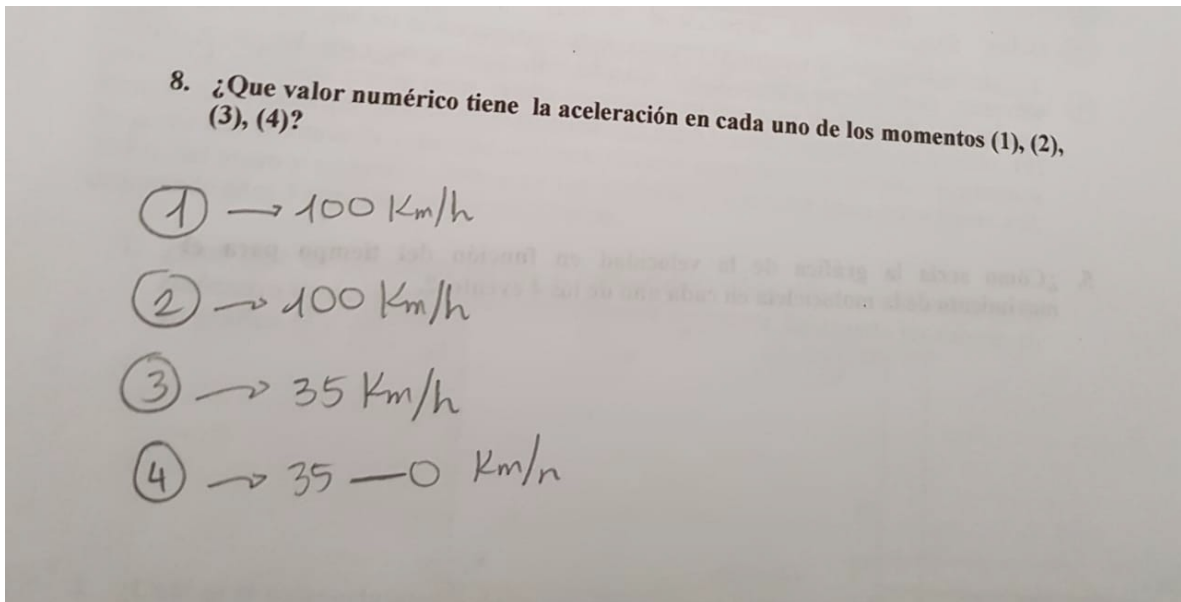 8. ¿Que valor numérico tiene la aceleración en cada uno de los momentos (1), (2),
(3), (4)?
1 → 100 Km/h
2 → 100 Km/h
3 → 35 Km/h
4 → 35 — 0 Km/h